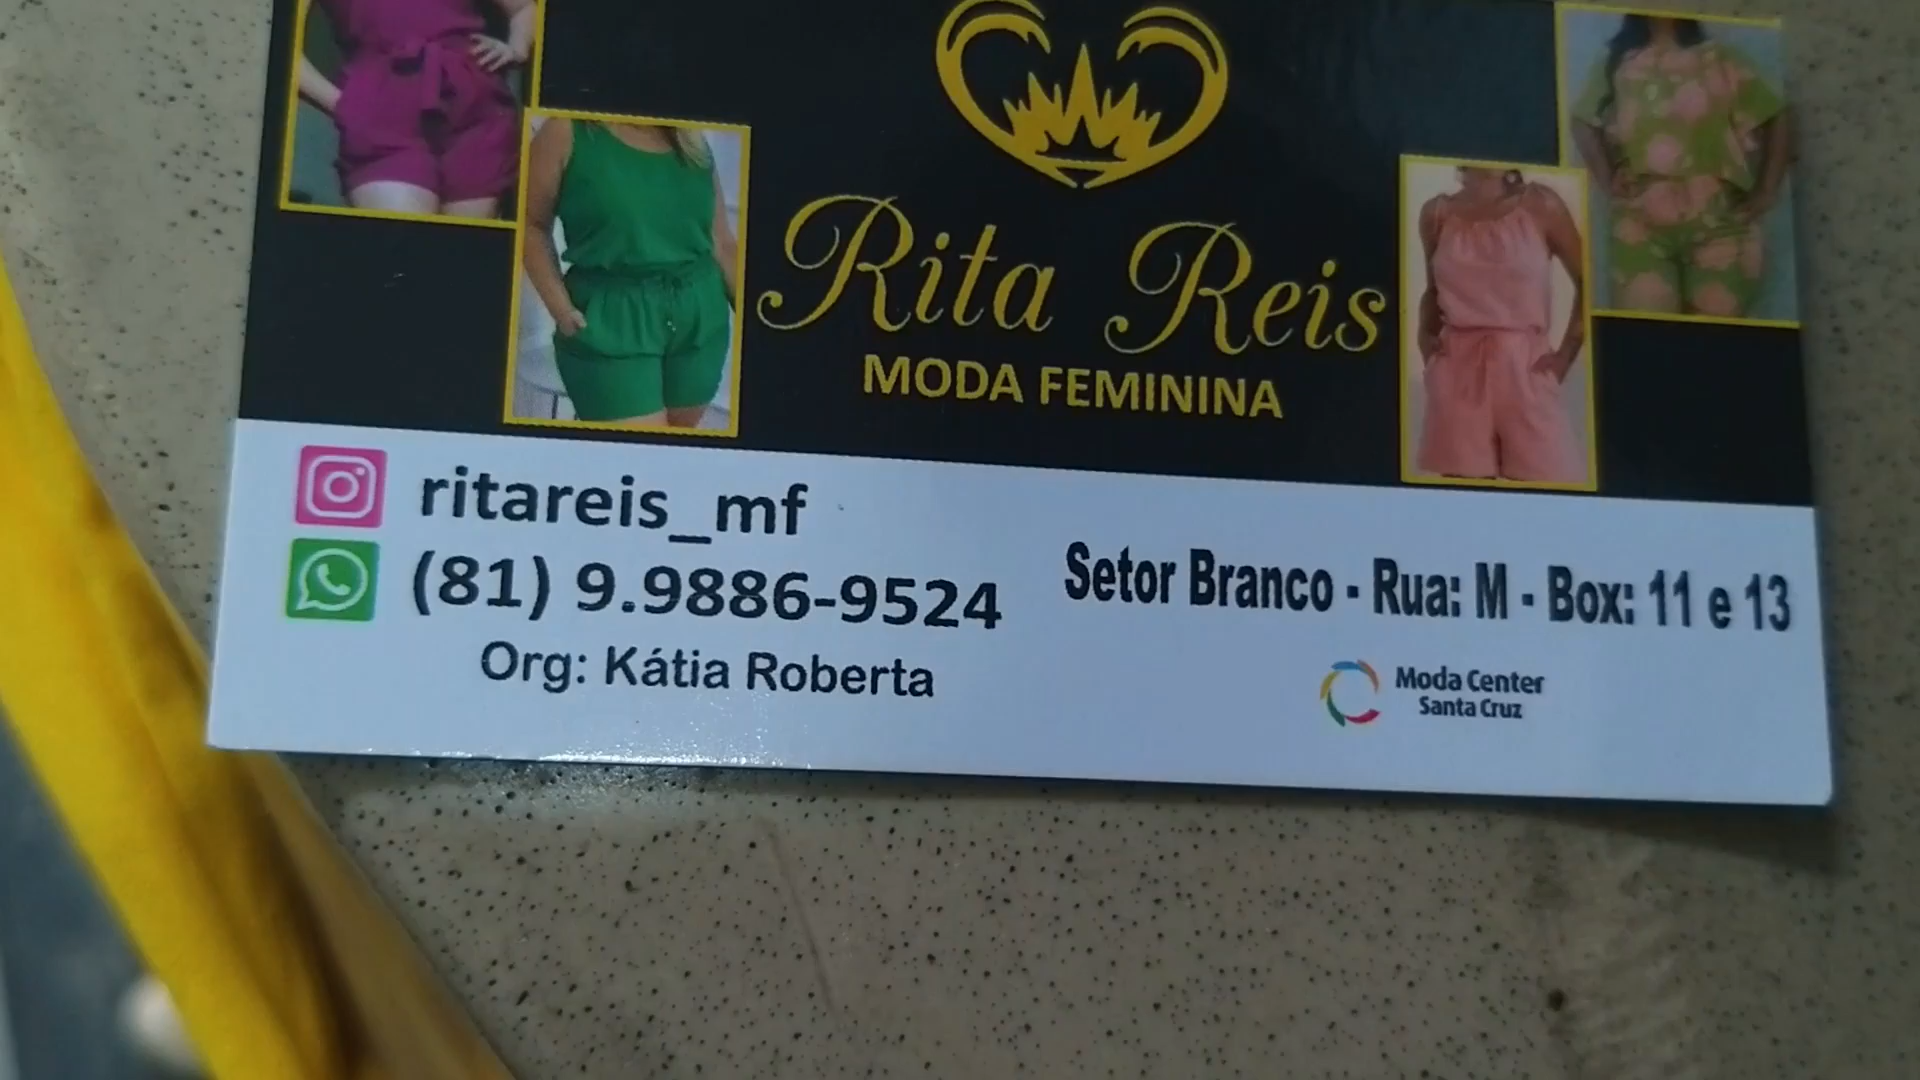 Rita Reis
MODA FEMININA
ritareis_mf
(81) 9.9886-9524
Org: Kátia Roberta
Setor Branco - Rua: M - Box: 11 e 13
Moda Center
Santa Cruz